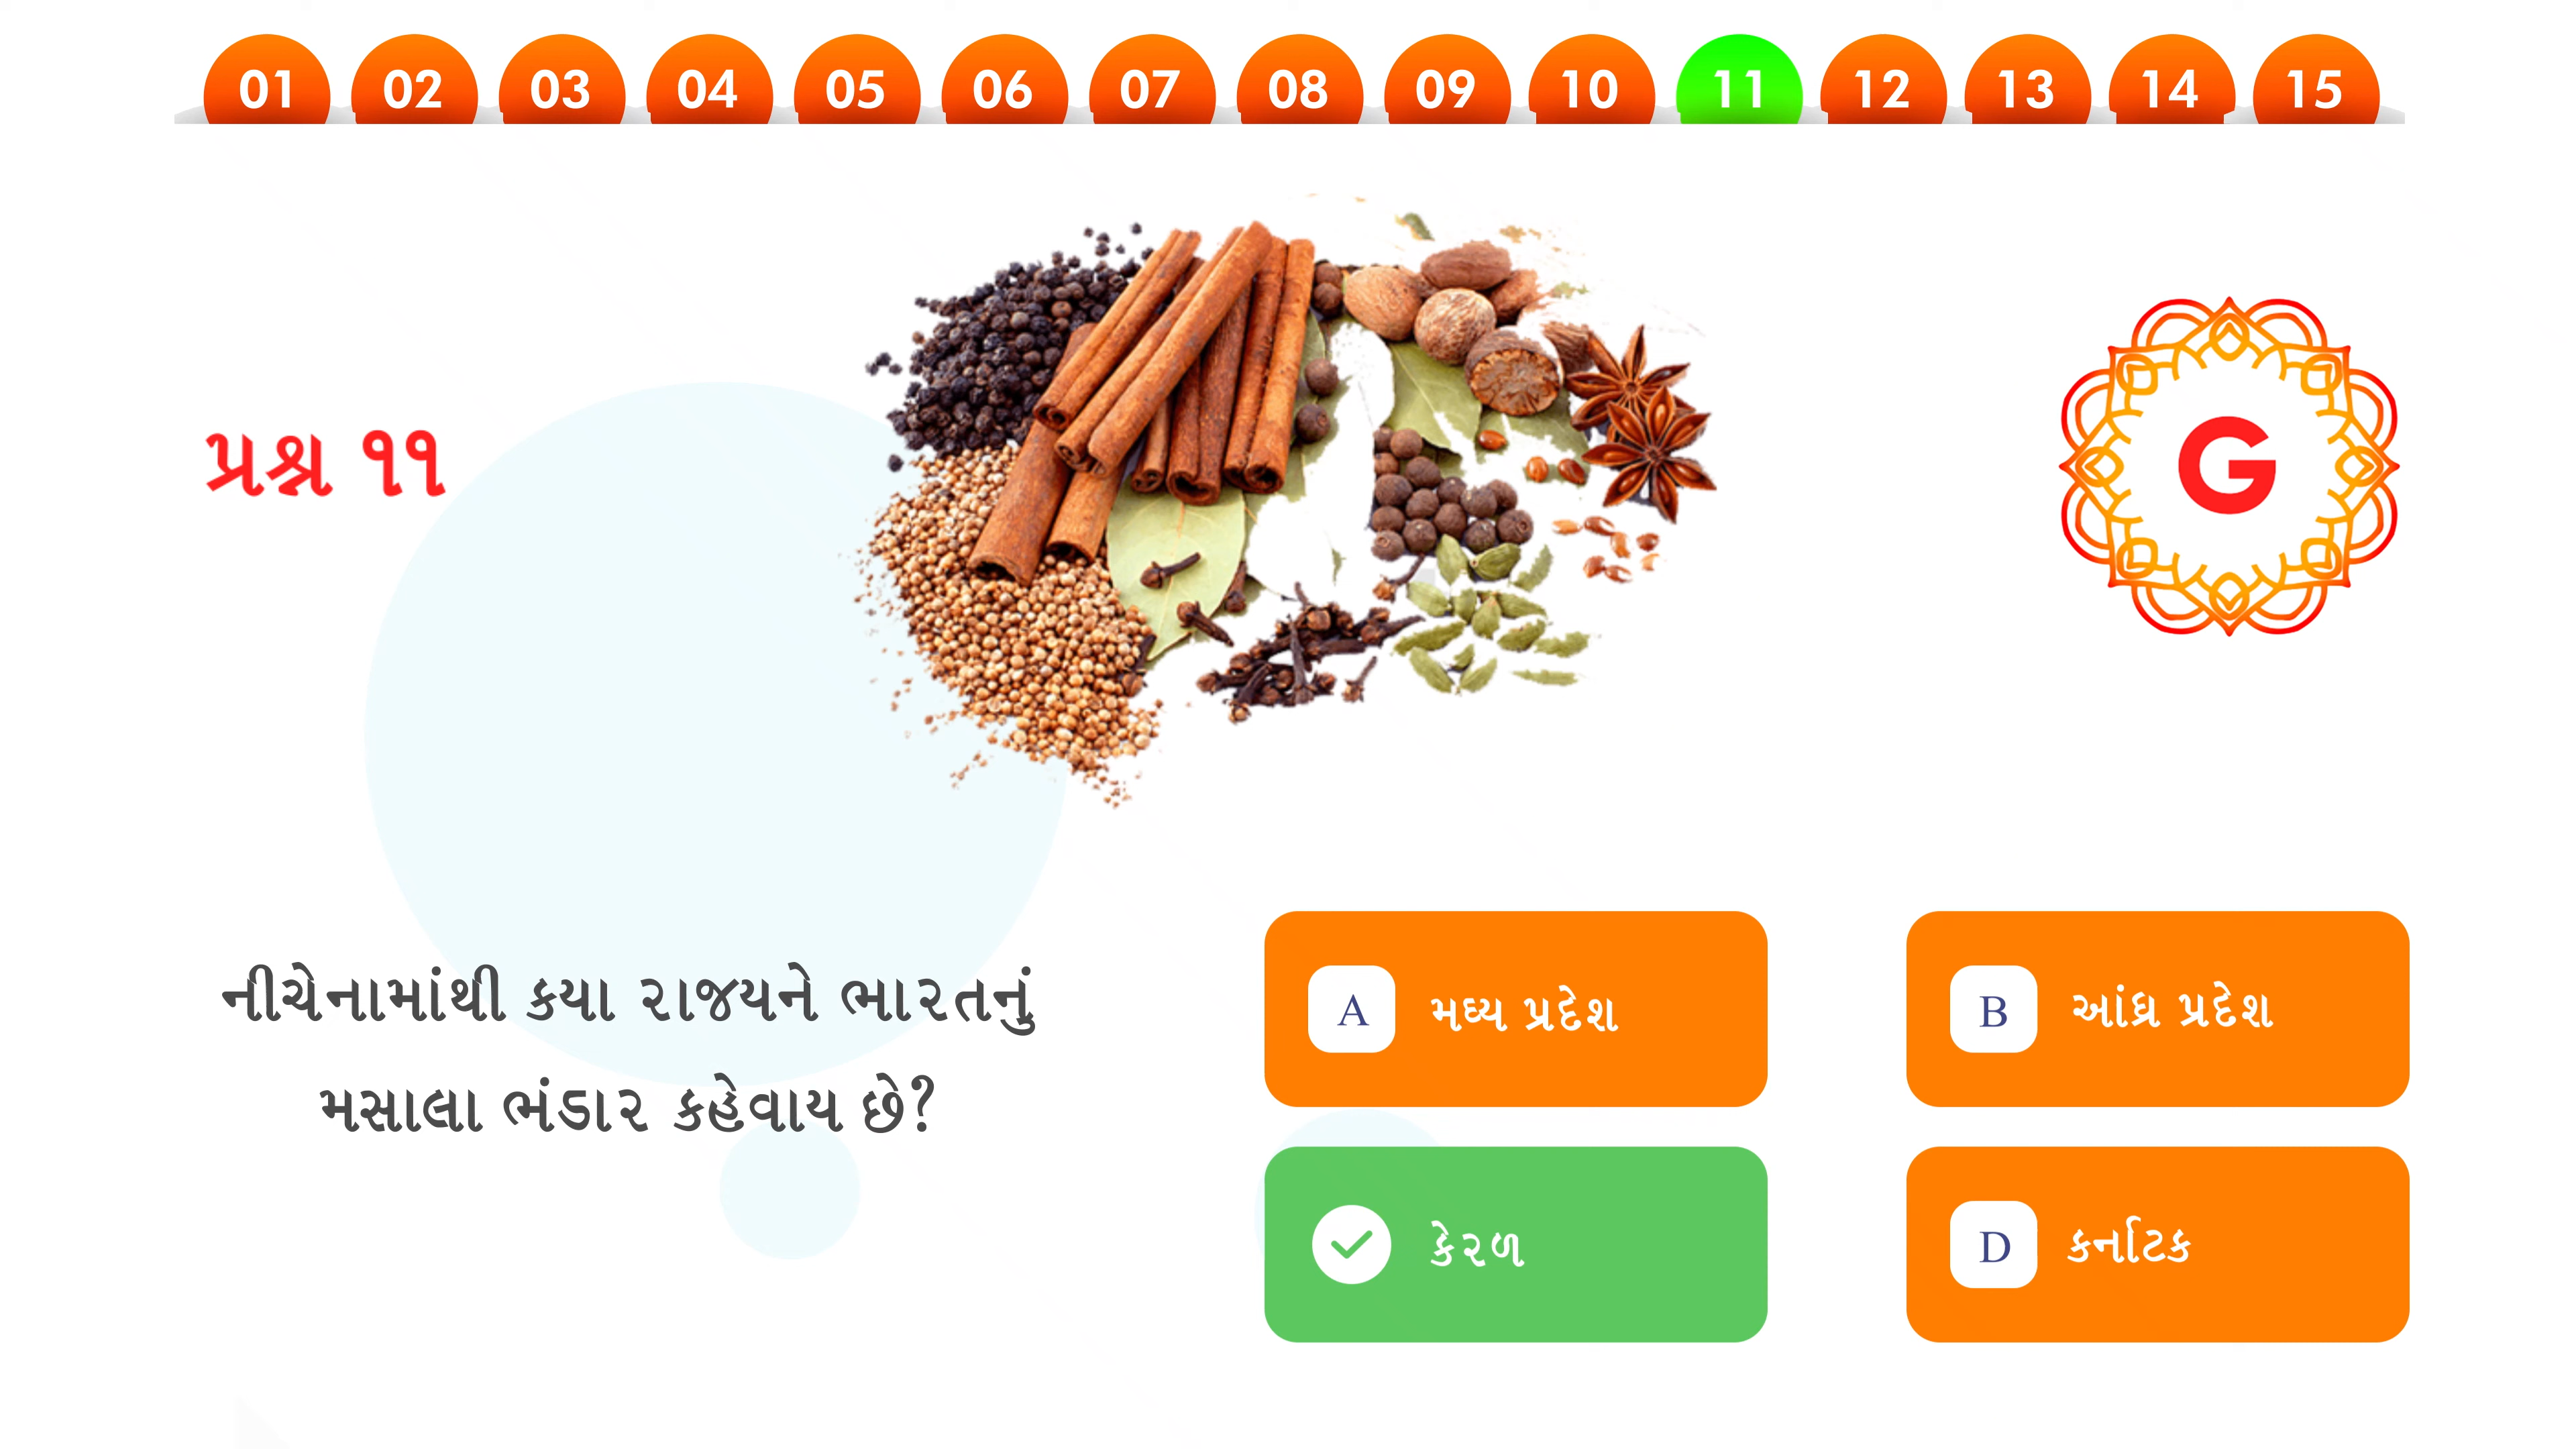 01 02 03 04 05 06 07 08 09 10 11 12 13 14 15
પ્રશ્ન ૧૧
G
નીચેનામાંથી કયા રાજયને ભારતનું
મસાલા ભંડાર કહેવાય છે?
A મધ્ય પ્રદેશ
B આંધ્ર પ્રદેશ
કેરળ
D કર્નાટક